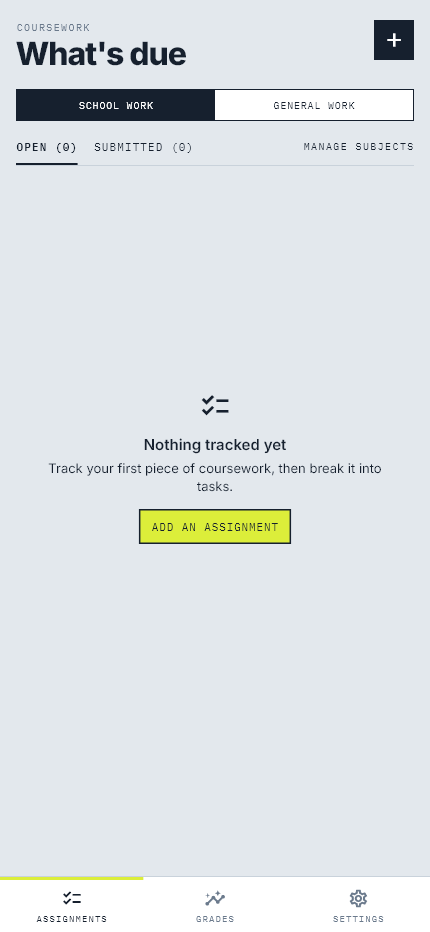 COURSEWORK
What's due
SCHOOL WORK
GENERAL WORK
OPEN (0)
SUBMITTED (0)
MANAGE SUBJECTS
Nothing tracked yet
Track your first piece of coursework, then break it into
tasks.
ADD AN ASSIGNMENT
ASSIGNMENTS
GRADES
SETTINGS